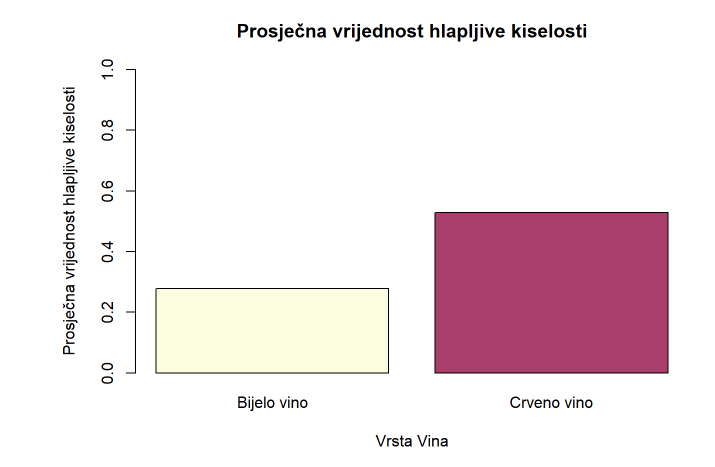 Prosječna vrijednost hlapljive kiselosti
Prosječna vrijednost hlapljive kiselosti
1.0
0.8
0.6
0.4
0.2
0.0
Bijelo vino
Crveno vino
Vrsta Vina